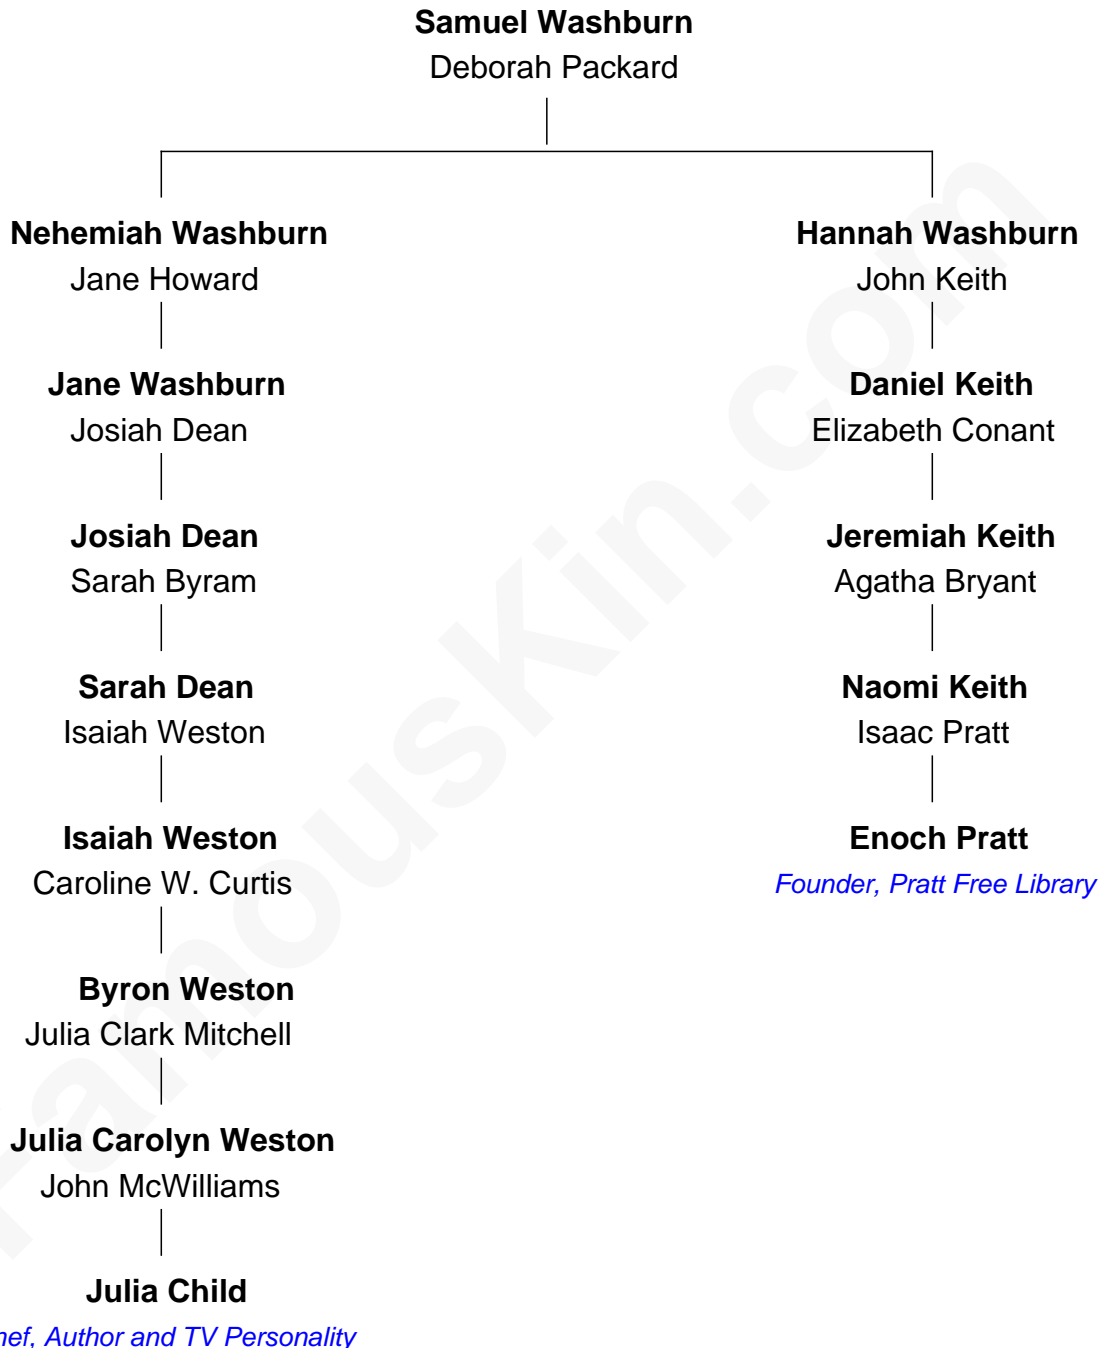 Samuel Washburn
Deborah Packard
Nehemiah Washburn
Jane Howard
Jane Washburn
Josiah Dean
Josiah Dean
Sarah Byram
Sarah Dean
Isaiah Weston
Isaiah Weston
Caroline W. Curtis
Byron Weston
Julia Clark Mitchell
Julia Carolyn Weston
John McWilliams
Julia Child
hef, Author and TV Personality
Hannah Washburn
John Keith
Daniel Keith
Elizabeth Conant
Jeremiah Keith
Agatha Bryant
Naomi Keith
Isaac Pratt
Enoch Pratt
Founder, Pratt Free Library
FamousKin.com